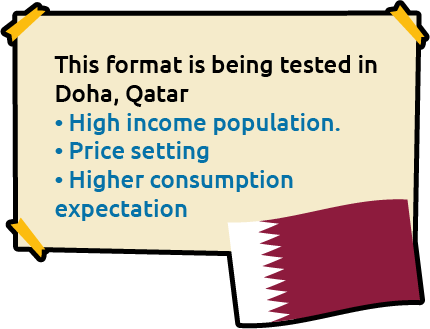 This format is being tested in
Doha, Qatar
• High income population.
• Price setting
• Higher consumption
expectation